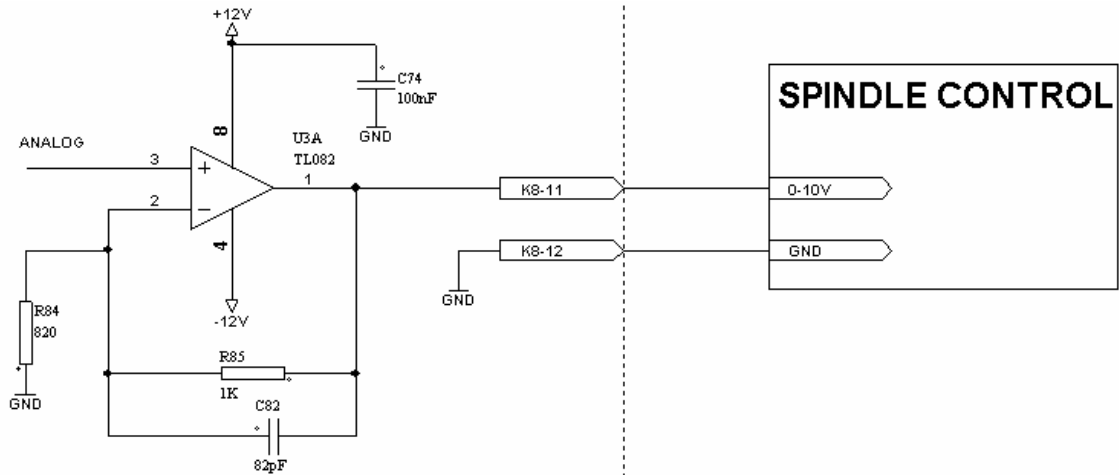 +12V
C74
100nF
GND
SPINDLE CONTROL
ANALOG
8
U3A
TL082
3
+
1
2
−
4
K8-11
0-10V
K8-12
GND
GND
R84
820
-12V
GND
R85
1K
C82
82pF